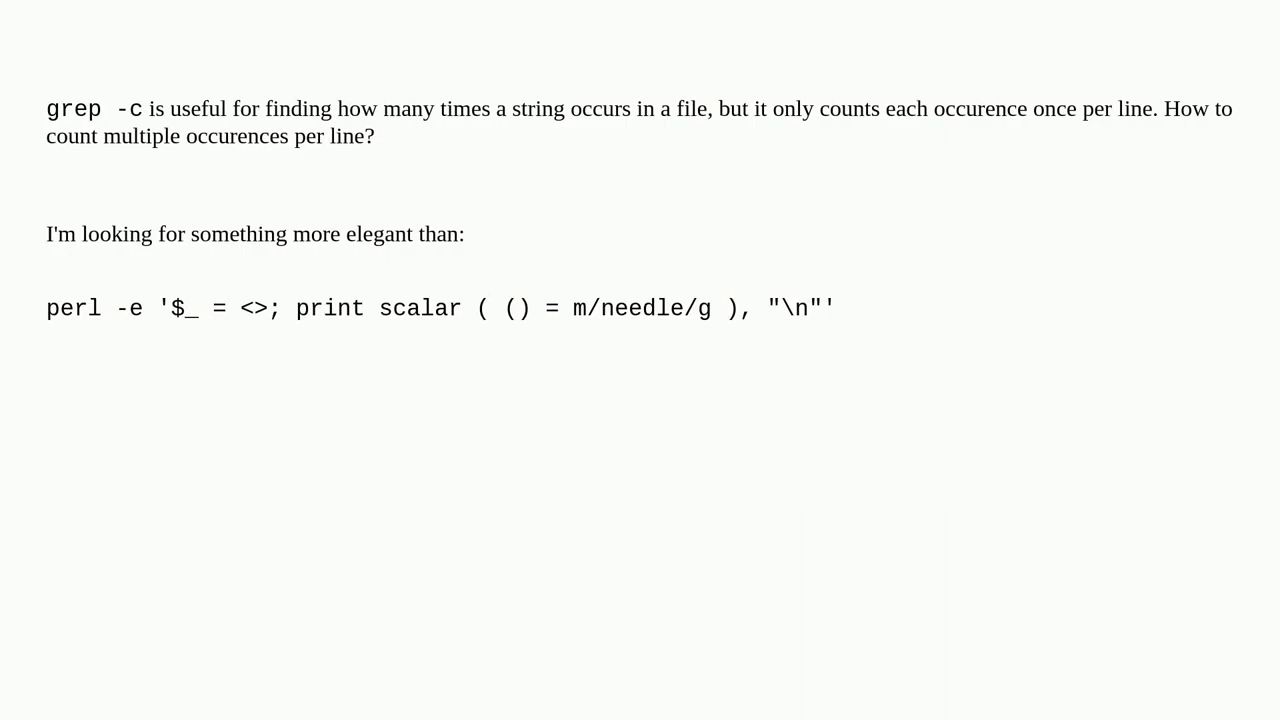 grep -c is useful for finding how many times a string occurs in a file, but it only counts each occurence once per line. How to
count multiple occurences per line?
I'm looking for something more elegant than:
perl -e '$_ = <>; print scalar ( () = m/needle/g ), "\n"'